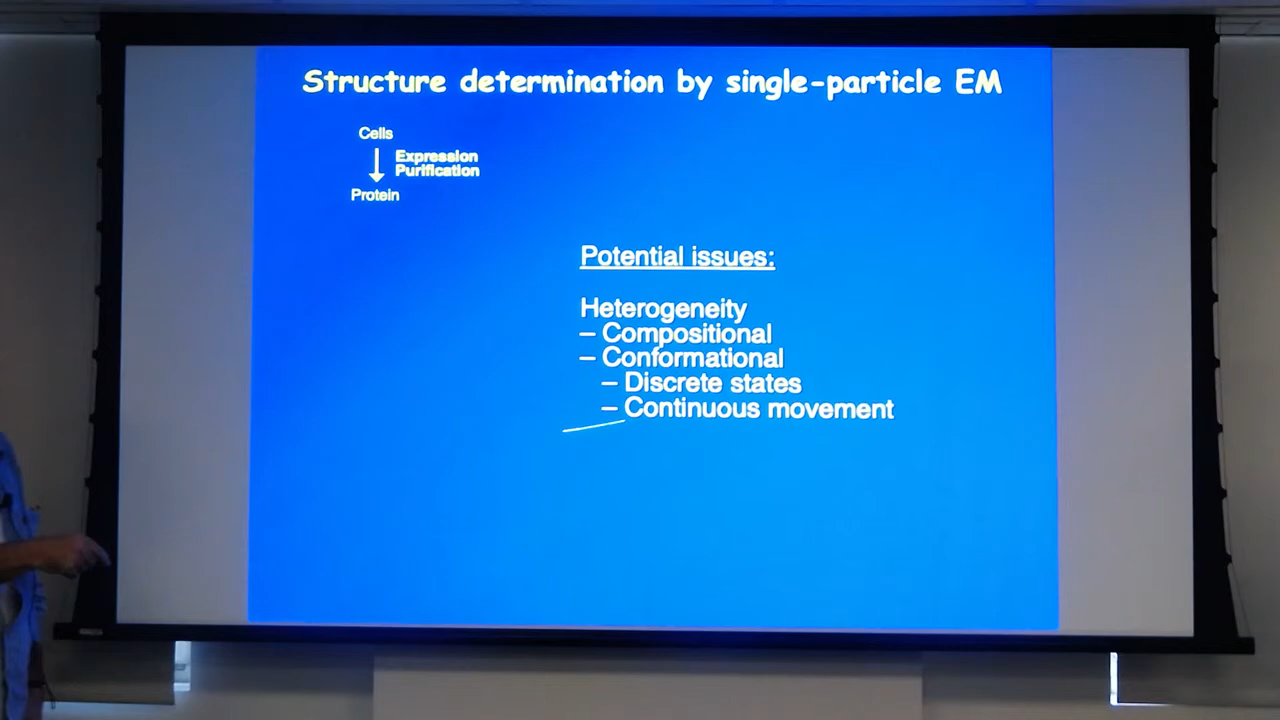 Structure determination by single-particle EM
Cells
Expression
Purification
Protein
Potential issues:
Heterogeneity
– Compositional
– Conformational
– Discrete states
– Continuous movement